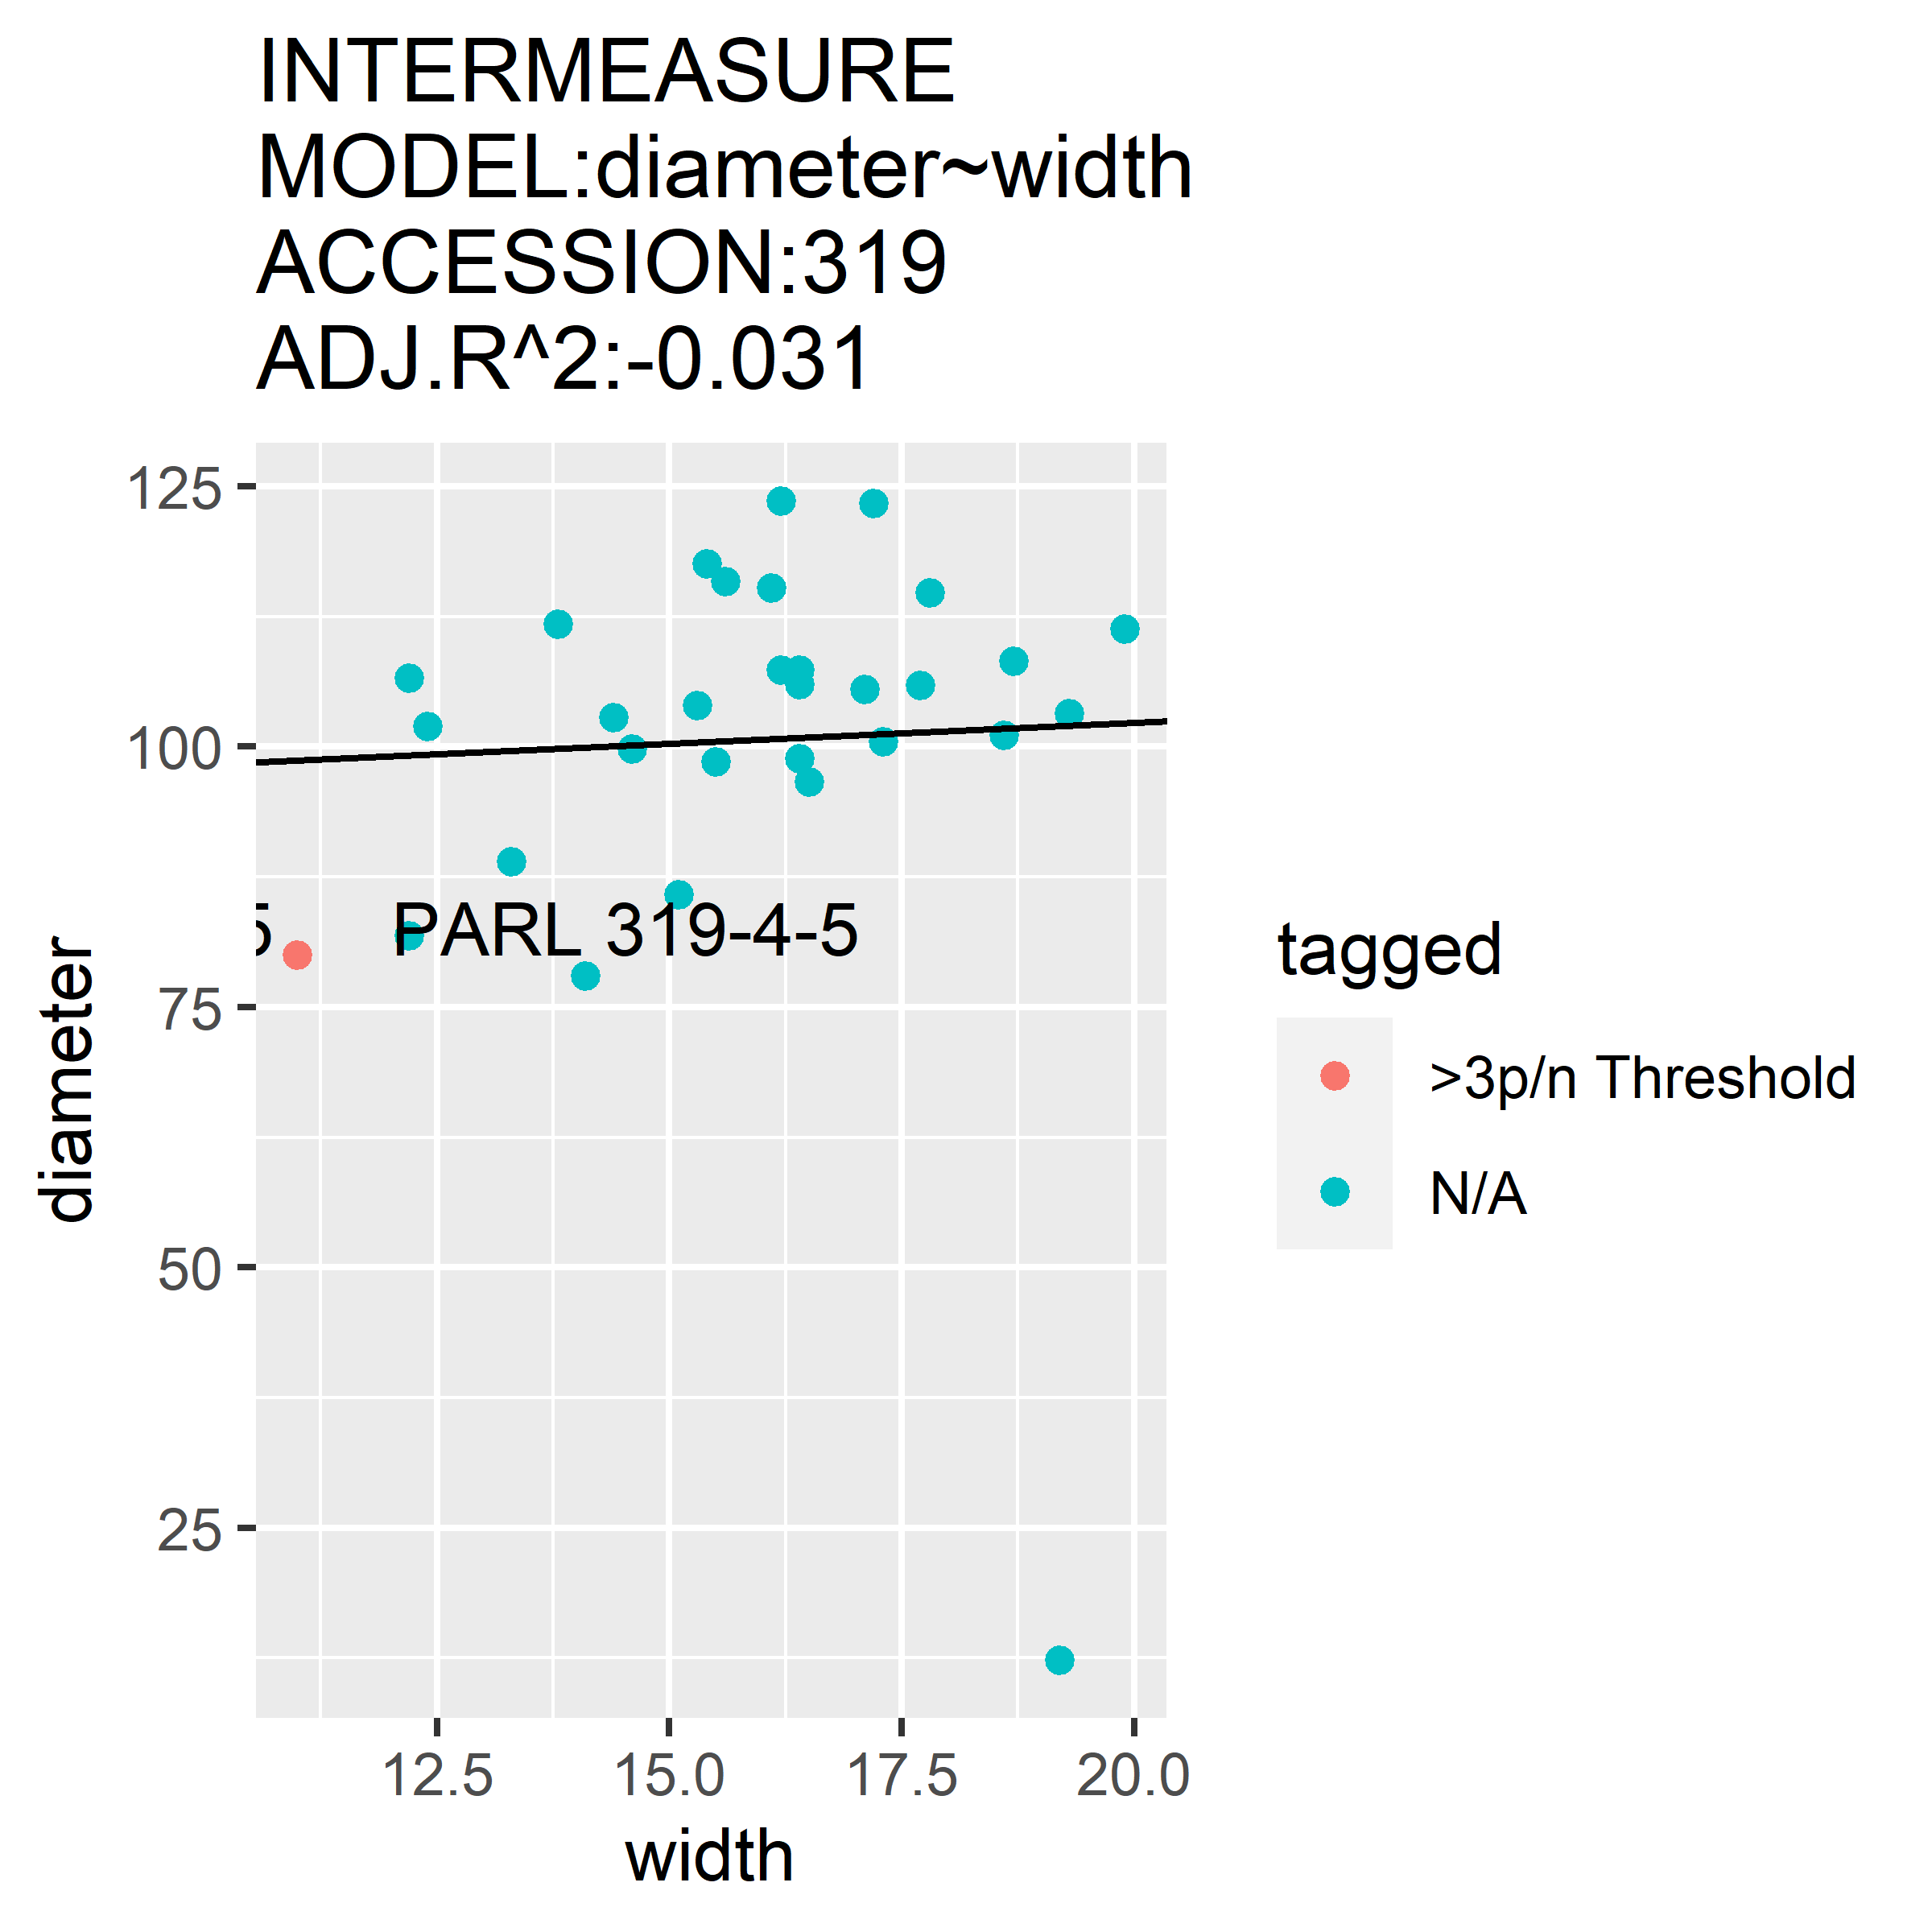 INTERMEASURE
MODEL:diameter~width
ACCESSION:319
ADJ.R^2:-0.031
125
100
75
50
25
diameter
5
PARL 319-4-5
12.5 15.0 17.5 20.0
width
tagged
>3p/n Threshold
N/A